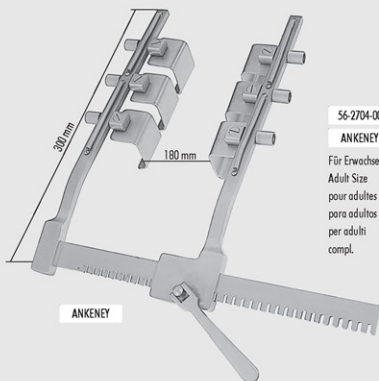 300 mm
180 mm
56-2704-00
ANKENEY
Für Erwachse
Adult Size
pour adultes
para adultos
per adulti
compl.
ANKENEY